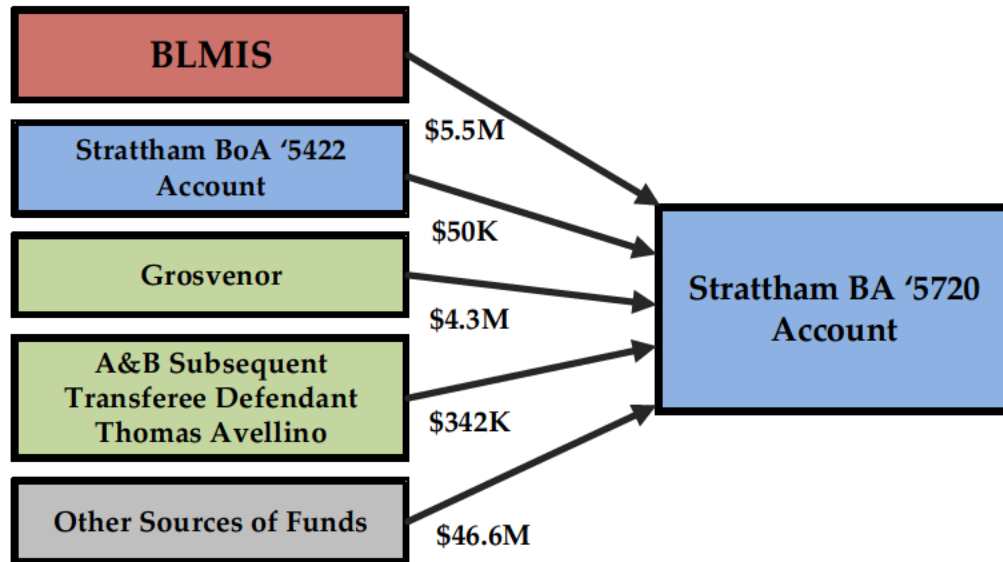 BLMIS
$5.5M
Strattham BoA ‘5422
Account
$50K
Grosvenor
$4.3M
A&B Subsequent
Transferee Defendant
Thomas Avellino
$342K
Other Sources of Funds
$46.6M
Strattham BA ‘5720
Account